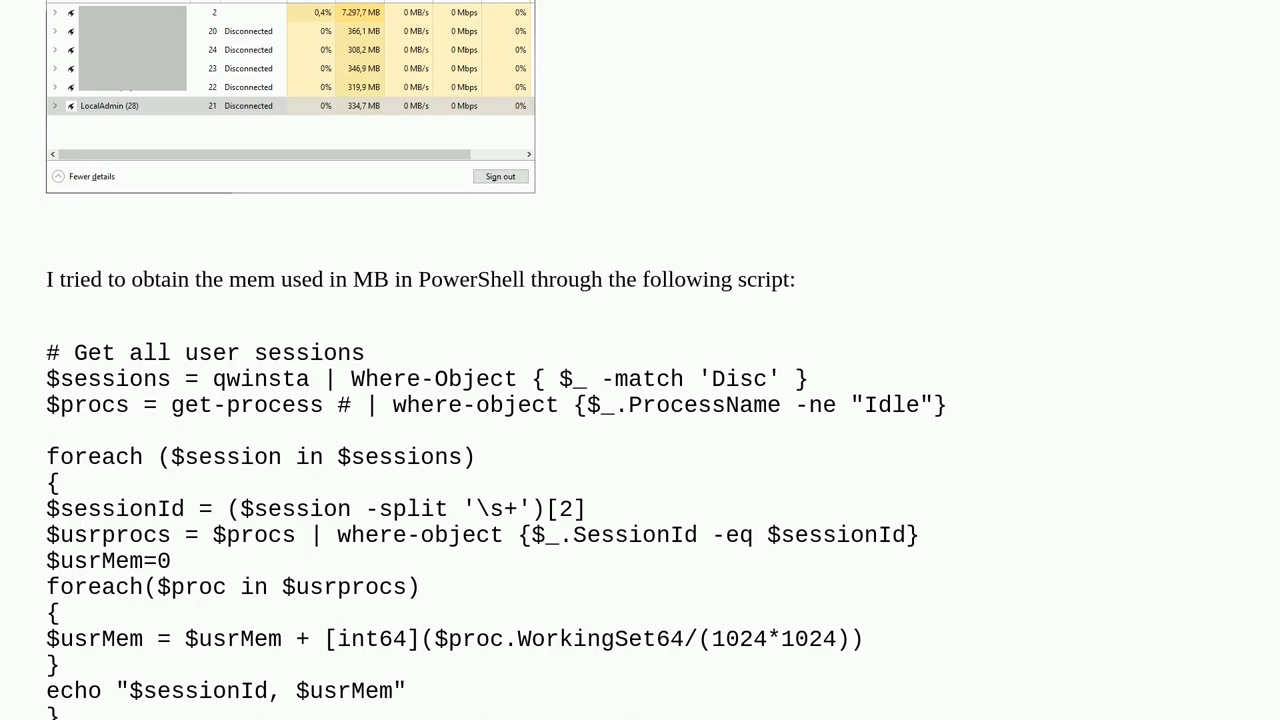 2 0,4% 7.297,7 MB 0 MB/s 0 Mbps 0%
20 Disconnected 0% 366,1 MB 0 MB/s 0 Mbps 0%
24 Disconnected 0% 308,2 MB 0 MB/s 0 Mbps 0%
23 Disconnected 0% 346,9 MB 0 MB/s 0 Mbps 0%
22 Disconnected 0% 319,9 MB 0 MB/s 0 Mbps 0%
LocalAdmin (28) 21 Disconnected 0% 334,7 MB 0 MB/s 0 Mbps 0%
Fewer details Sign out
I tried to obtain the mem used in MB in PowerShell through the following script:
# Get all user sessions
$sessions = qwinsta | Where-Object { $_ -match 'Disc' }
$procs = get-process # | where-object {$_.ProcessName -ne "Idle"}
foreach ($session in $sessions)
{
$sessionId = ($session -split '\s+')[2]
$usrprocs = $procs | where-object {$_.SessionId -eq $sessionId}
$usrMem=0
foreach($proc in $usrprocs)
{
$usrMem = $usrMem + [int64]($proc.WorkingSet64/(1024*1024))
}
echo "$sessionId, $usrMem"
}